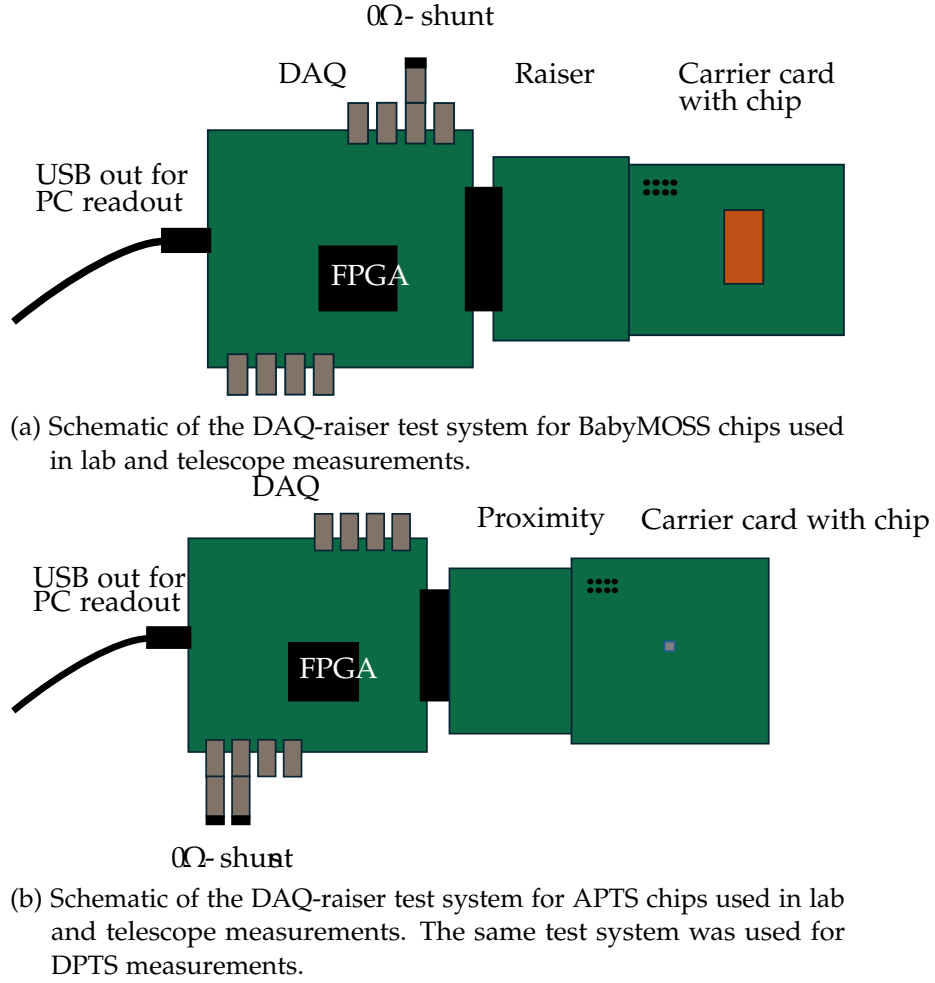 0Ω- shunt
DAQ
Raiser
Carrier card
with chip
USB out for
PC readout
FPGA
(a) Schematic of the DAQ-raiser test system for BabyMOSS chips used
in lab and telescope measurements.
DAQ
Proximity
Carrier card with chip
USB out for
PC readout
FPGA
0Ω- shunt
(b) Schematic of the DAQ-raiser test system for APTS chips used in lab
and telescope measurements. The same test system was used for
DPTS measurements.